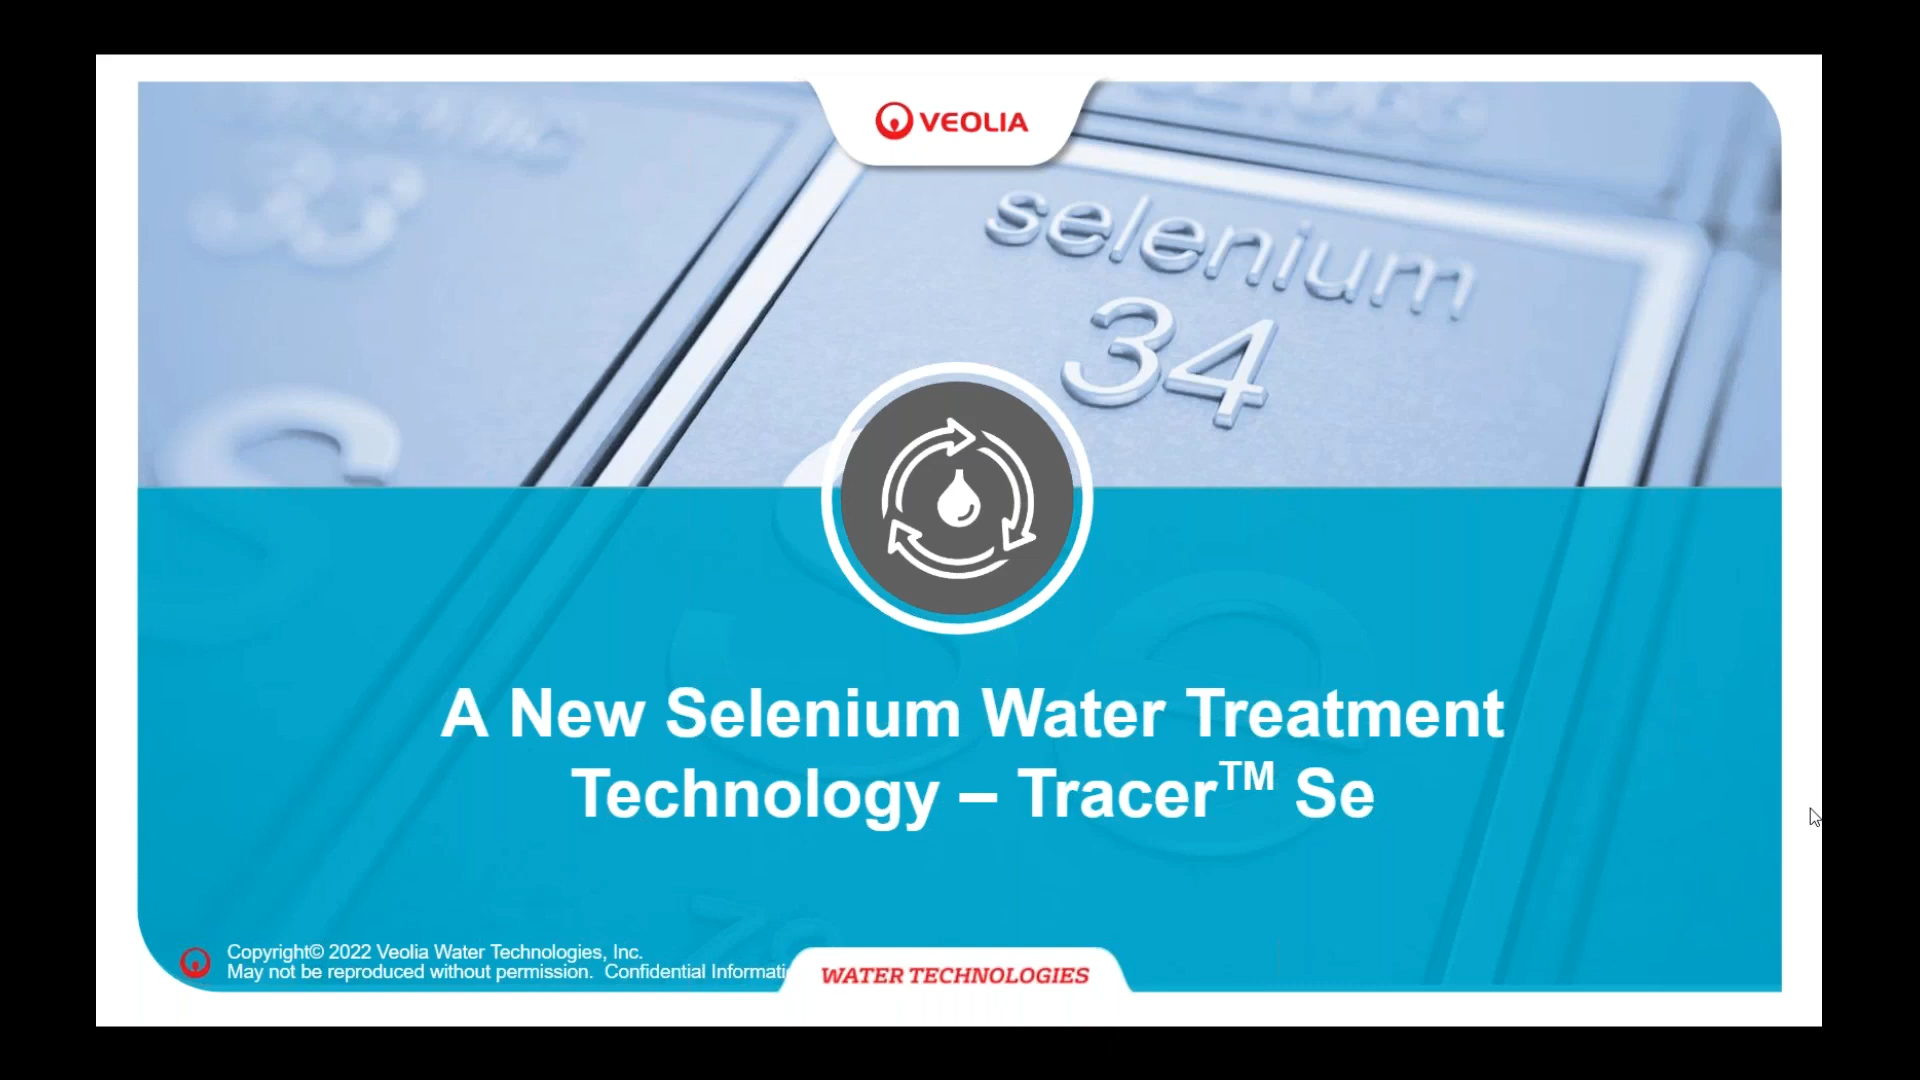 VEOLIA
selenium
34
33
S
A New Selenium Water Treatment
Technology – Tracer™ Se
Copyright© 2022 Veolia Water Technologies, Inc.
May not be reproduced without permission. Confidential Informati
WATER TECHNOLOGIES